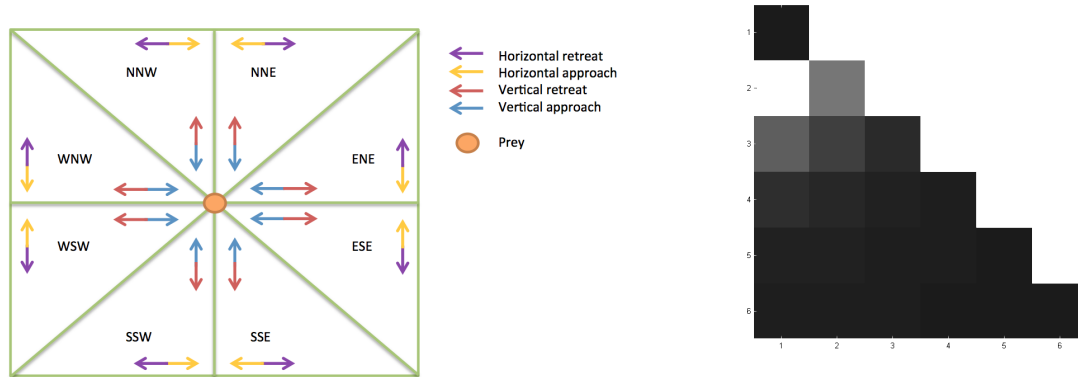 NNW
NNE
WNW
ENE
WSW
ESE
SSW
SSE
Horizontal retreat
Horizontal approach
Vertical retreat
Vertical approach
Prey
1
2
3
4
5
6
1 2 3 4 5 6